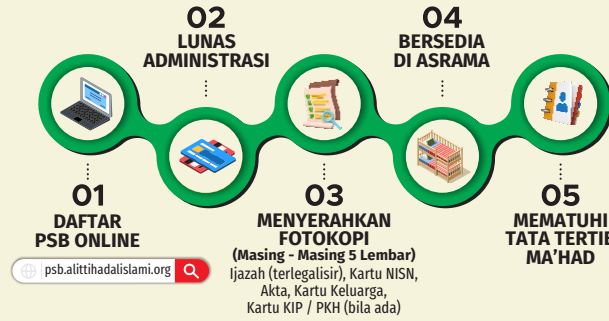 01
DAFTAR
PSB ONLINE
psb.alittihadalislami.org
02
LUNAS
ADMINISTRASI
03
MENYERAHKAN
FOTOKOPI
(Masing - Masing 5 Lembar)
Ijazah (terlegalisir), Kartu NISN,
Akta, Kartu Keluarga,
Kartu KIP / PKH (bila ada)
04
BERSEDIA
DI ASRAMA
05
MEMATUHI
TATA TERTIB
MA'HAD